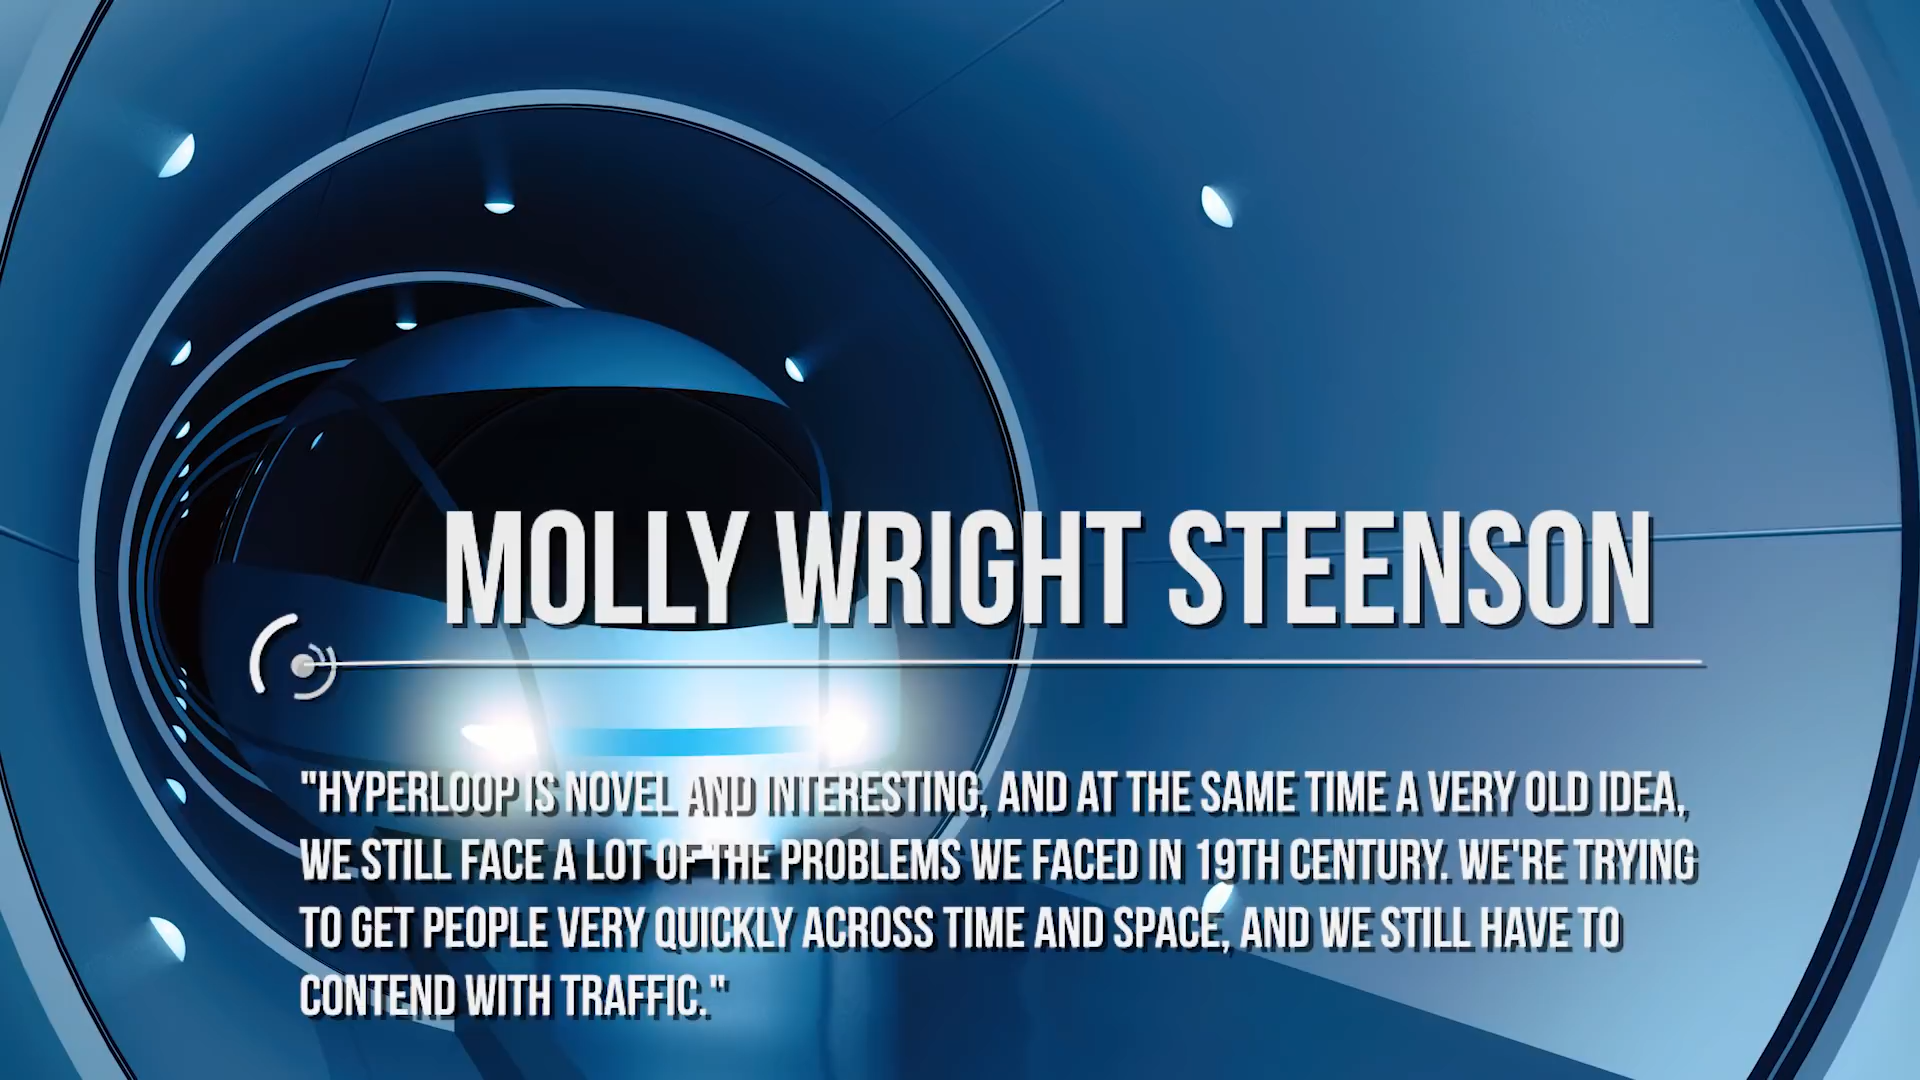 MOLLY WRIGHT STEENSON
"HYPERLOOP IS NOVEL AND INTERESTING, AND AT THE SAME TIME A VERY OLD IDEA,
WE STILL FACE A LOT OF THE PROBLEMS WE FACED IN 19TH CENTURY. WE'RE TRYING
TO GET PEOPLE VERY QUICKLY ACROSS TIME AND SPACE, AND WE STILL HAVE TO
CONTEND WITH TRAFFIC."